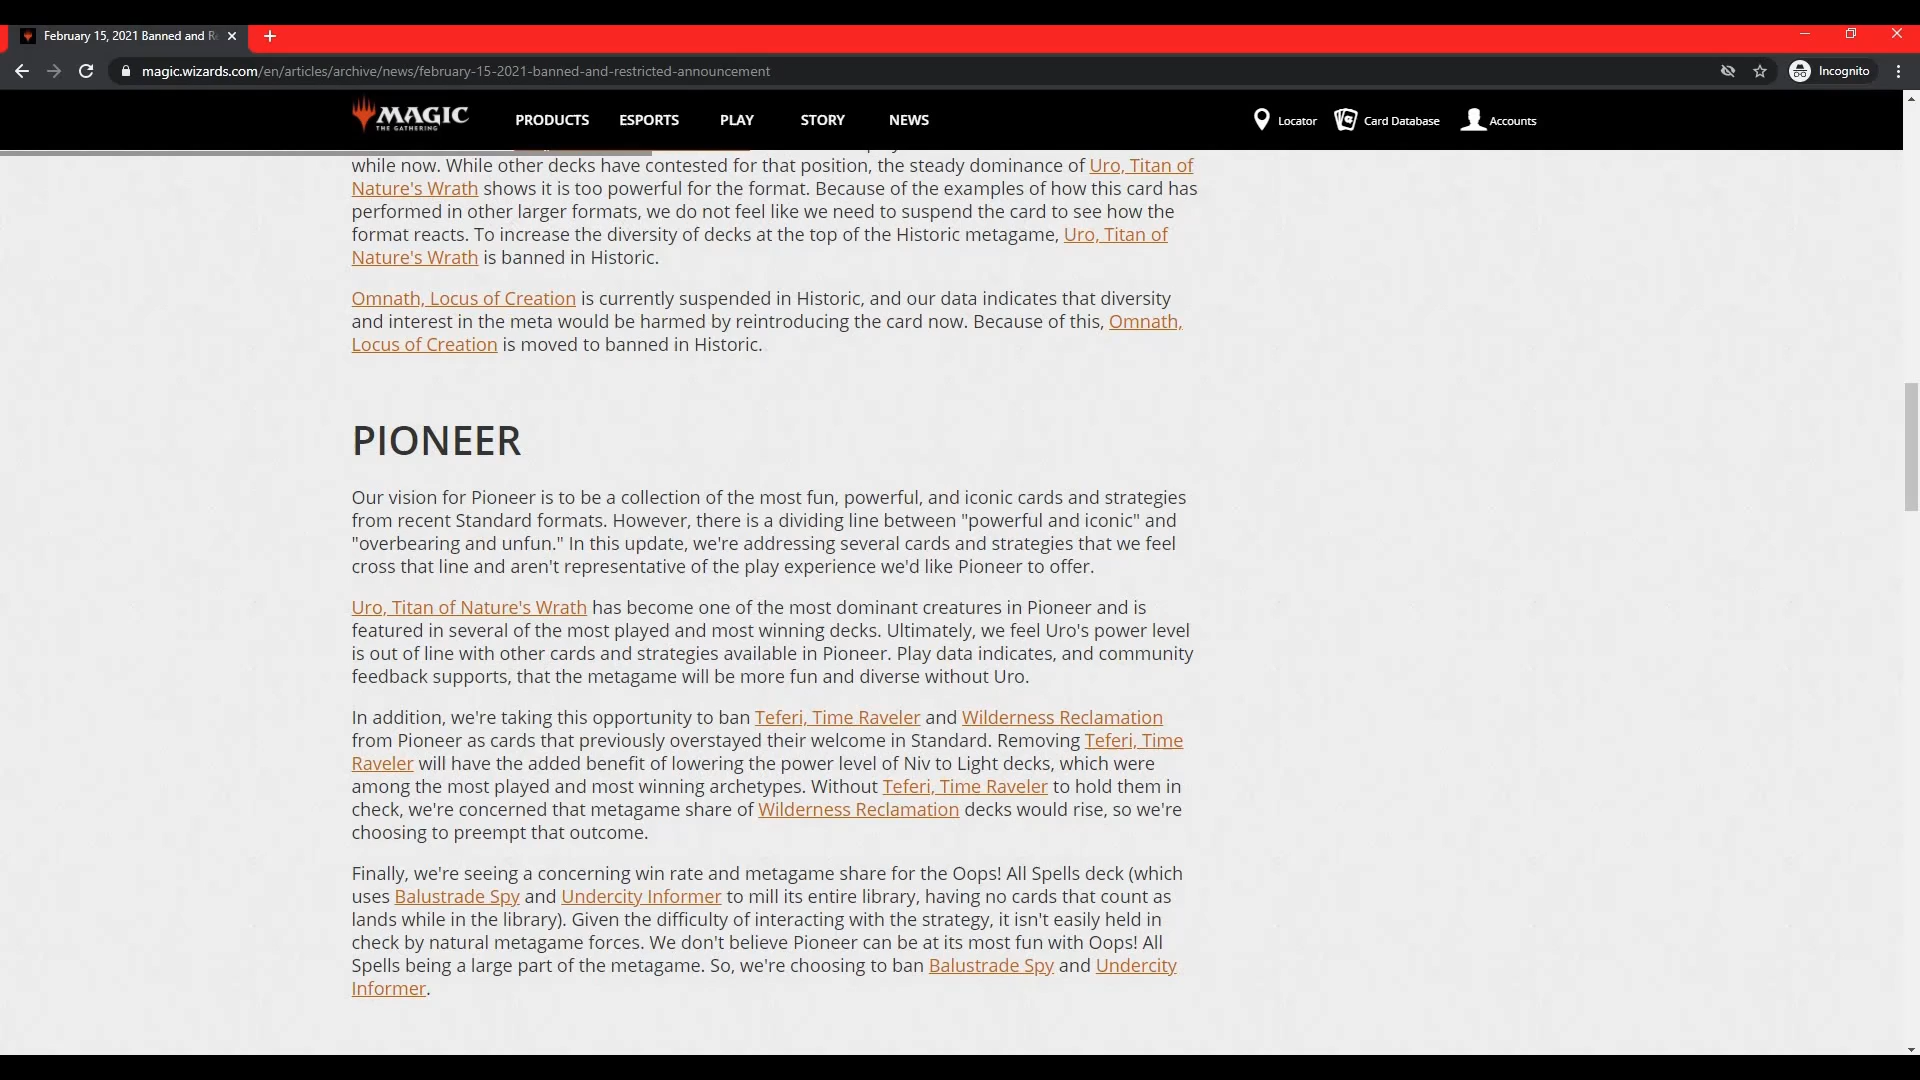 February 15, 2021 Banned and R
magic.wizards.com/en/articles/archive/news/february-15-2021-banned-and-restricted-announcement
Incognito
MAGIC
THE GATHERING
PRODUCTS
ESPORTS
PLAY
STORY
NEWS
Locator
Card Database
Accounts
while now. While other decks have contested for that position, the steady dominance of Uro, Titan of
Nature's Wrath shows it is too powerful for the format. Because of the examples of how this card has
performed in other larger formats, we do not feel like we need to suspend the card to see how the
format reacts. To increase the diversity of decks at the top of the Historic metagame, Uro, Titan of
Nature's Wrath is banned in Historic.
Omnath, Locus of Creation is currently suspended in Historic, and our data indicates that diversity
and interest in the meta would be harmed by reintroducing the card now. Because of this, Omnath,
Locus of Creation is moved to banned in Historic.
PIONEER
Our vision for Pioneer is to be a collection of the most fun, powerful, and iconic cards and strategies
from recent Standard formats. However, there is a dividing line between "powerful and iconic" and
"overbearing and unfun." In this update, we're addressing several cards and strategies that we feel
cross that line and aren't representative of the play experience we'd like Pioneer to offer.
Uro, Titan of Nature's Wrath has become one of the most dominant creatures in Pioneer and is
featured in several of the most played and most winning decks. Ultimately, we feel Uro's power level
is out of line with other cards and strategies available in Pioneer. Play data indicates, and community
feedback supports, that the metagame will be more fun and diverse without Uro.
In addition, we're taking this opportunity to ban Teferi, Time Raveler and Wilderness Reclamation
from Pioneer as cards that previously overstayed their welcome in Standard. Removing Teferi, Time
Raveler will have the added benefit of lowering the power level of Niv to Light decks, which were
among the most played and most winning archetypes. Without Teferi, Time Raveler to hold them in
check, we're concerned that metagame share of Wilderness Reclamation decks would rise, so we're
choosing to preempt that outcome.
Finally, we're seeing a concerning win rate and metagame share for the Oops! All Spells deck (which
uses Balustrade Spy and Undercity Informer to mill its entire library, having no cards that count as
lands while in the library). Given the difficulty of interacting with the strategy, it isn't easily held in
check by natural metagame forces. We don't believe Pioneer can be at its most fun with Oops! All
Spells being a large part of the metagame. So, we're choosing to ban Balustrade Spy and Undercity
Informer.